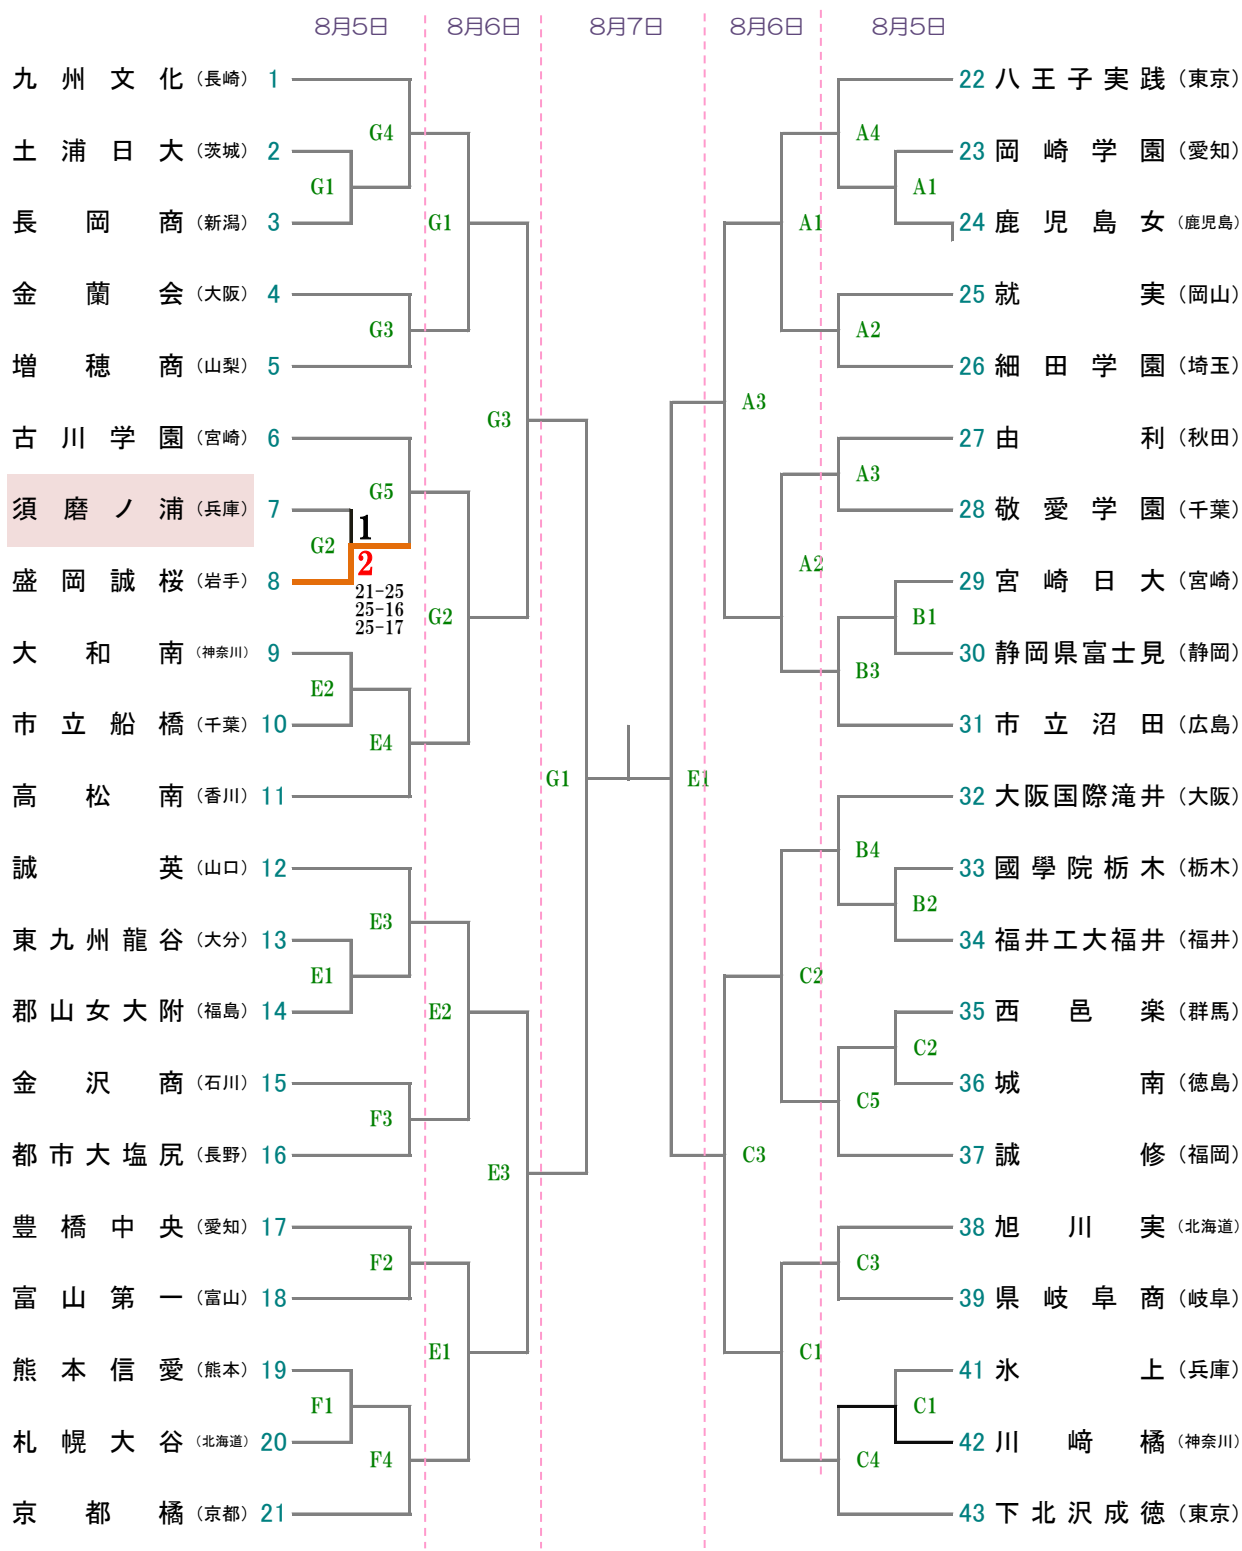 8月5日 8月6日 8月7日 8月6日 8月5日
九州文化（長崎） 1
G4
土浦日大（茨城） 2
G1
長岡商（新潟） 3
G1
金蘭会（大阪） 4
G3
増穂商（山梨） 5
G3
古川学園（宮崎） 6
G5
須磨ノ浦（兵庫） 7
1
G2
2
盛岡誠桜（岩手） 8
21-25
25-16
25-17
G2
大和南（神奈川） 9
E2
市立船橋（千葉） 10
E4
G1
高松南（香川） 11
誠英（山口） 12
E3
東九州龍谷（大分） 13
E1
郡山女大附（福島） 14
E2
金沢商（石川） 15
F3
都市大塩尻（長野） 16
E3
豊橋中央（愛知） 17
F2
富山第一（富山） 18
E1
熊本信愛（熊本） 19
F1
札幌大谷（北海道） 20
F4
京都橘（京都） 21
22 八王子実践（東京）
A4
23 岡崎学園（愛知）
A1
24 鹿児島女（鹿児島）
A1
25 就実（岡山）
A2
26 細田学園（埼玉）
A3
27 由利（秋田）
A3
28 敬愛学園（千葉）
A2
29 宮崎日大（宮崎）
B1
30 静岡県富士見（静岡）
B3
31 市立沼田（広島）
E1
32 大阪国際滝井（大阪）
B4
33 國學院栃木（栃木）
B2
34 福井工大福井（福井）
C2
35 西邑楽（群馬）
C2
36 城南（徳島）
C5
37 誠修（福岡）
C3
38 旭川実（北海道）
C3
39 県岐阜商（岐阜）
C1
41 氷上（兵庫）
C1
42 川﨑橘（神奈川）
C4
43 下北沢成徳（東京）